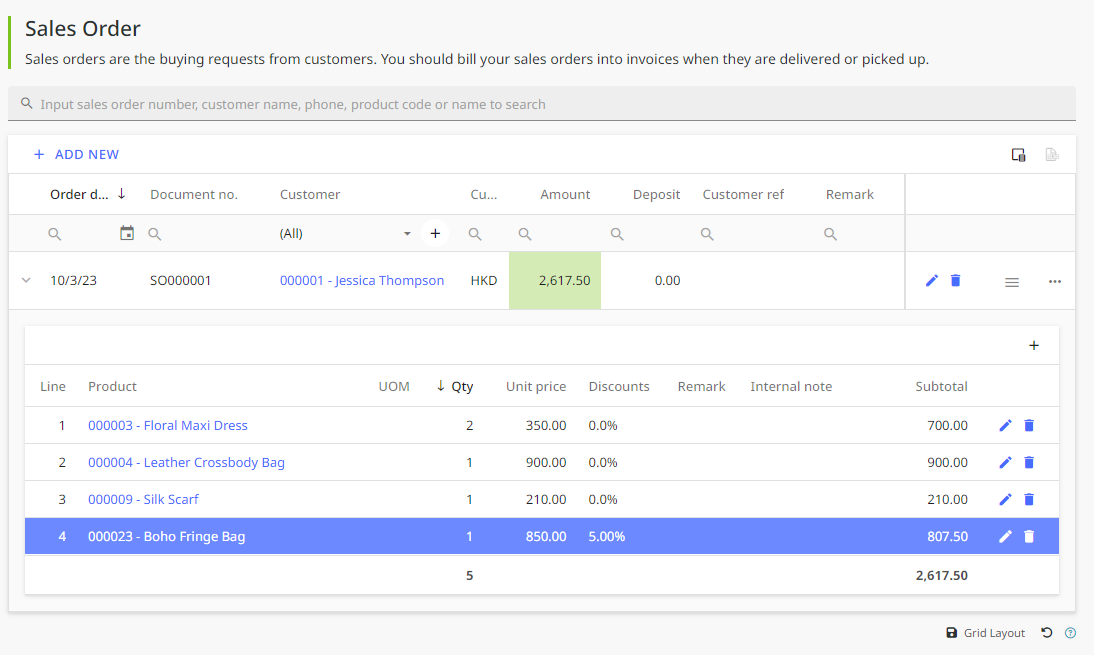 Sales Order
Sales orders are the buying requests from customers. You should bill your sales orders into invoices when they are delivered or picked up.
Input sales order number, customer name, phone, product code or name to search
+ ADD NEW
Order d... ↓ Document no. Customer Cu... Amount Deposit Customer ref Remark
(All) +
10/3/23 SO000001 000001 - Jessica Thompson HKD 2,617.50 0.00 ...
+
Line Product UOM ↓ Qty Unit price Discounts Remark Internal note Subtotal
1 000003 - Floral Maxi Dress 2 350.00 0.0% 700.00
2 000004 - Leather Crossbody Bag 1 900.00 0.0% 900.00
3 000009 - Silk Scarf 1 210.00 0.0% 210.00
4 000023 - Boho Fringe Bag 1 850.00 5.00% 807.50
5 2,617.50
Grid Layout ?